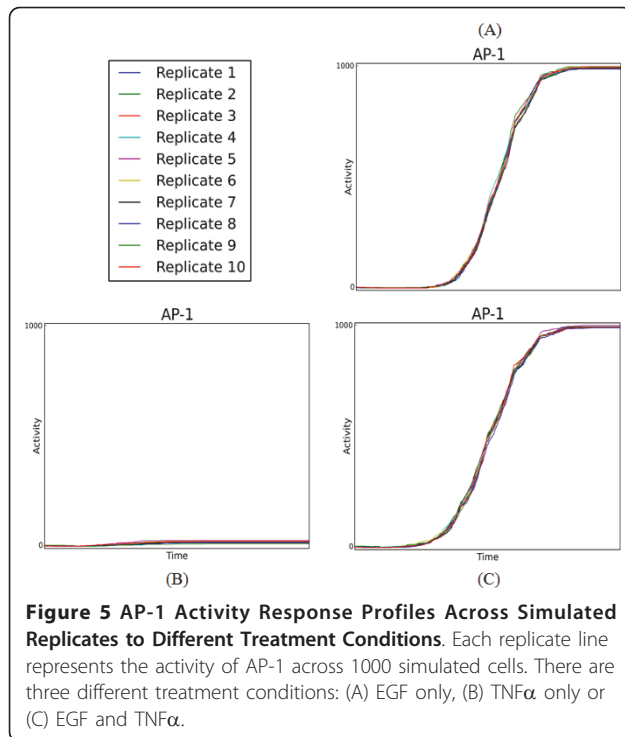 (A)
AP-1
1000
Activity
0
Replicate 1
Replicate 2
Replicate 3
Replicate 4
Replicate 5
Replicate 6
Replicate 7
Replicate 8
Replicate 9
Replicate 10
AP-1
1000
Activity
0
Time
(B)
AP-1
1000
Activity
0
Time
(C)
Figure 5 AP-1 Activity Response Profiles Across Simulated
Replicates to Different Treatment Conditions. Each replicate line
represents the activity of AP-1 across 1000 simulated cells. There are
three different treatment conditions: (A) EGF only, (B) TNFα only or
(C) EGF and TNFα.